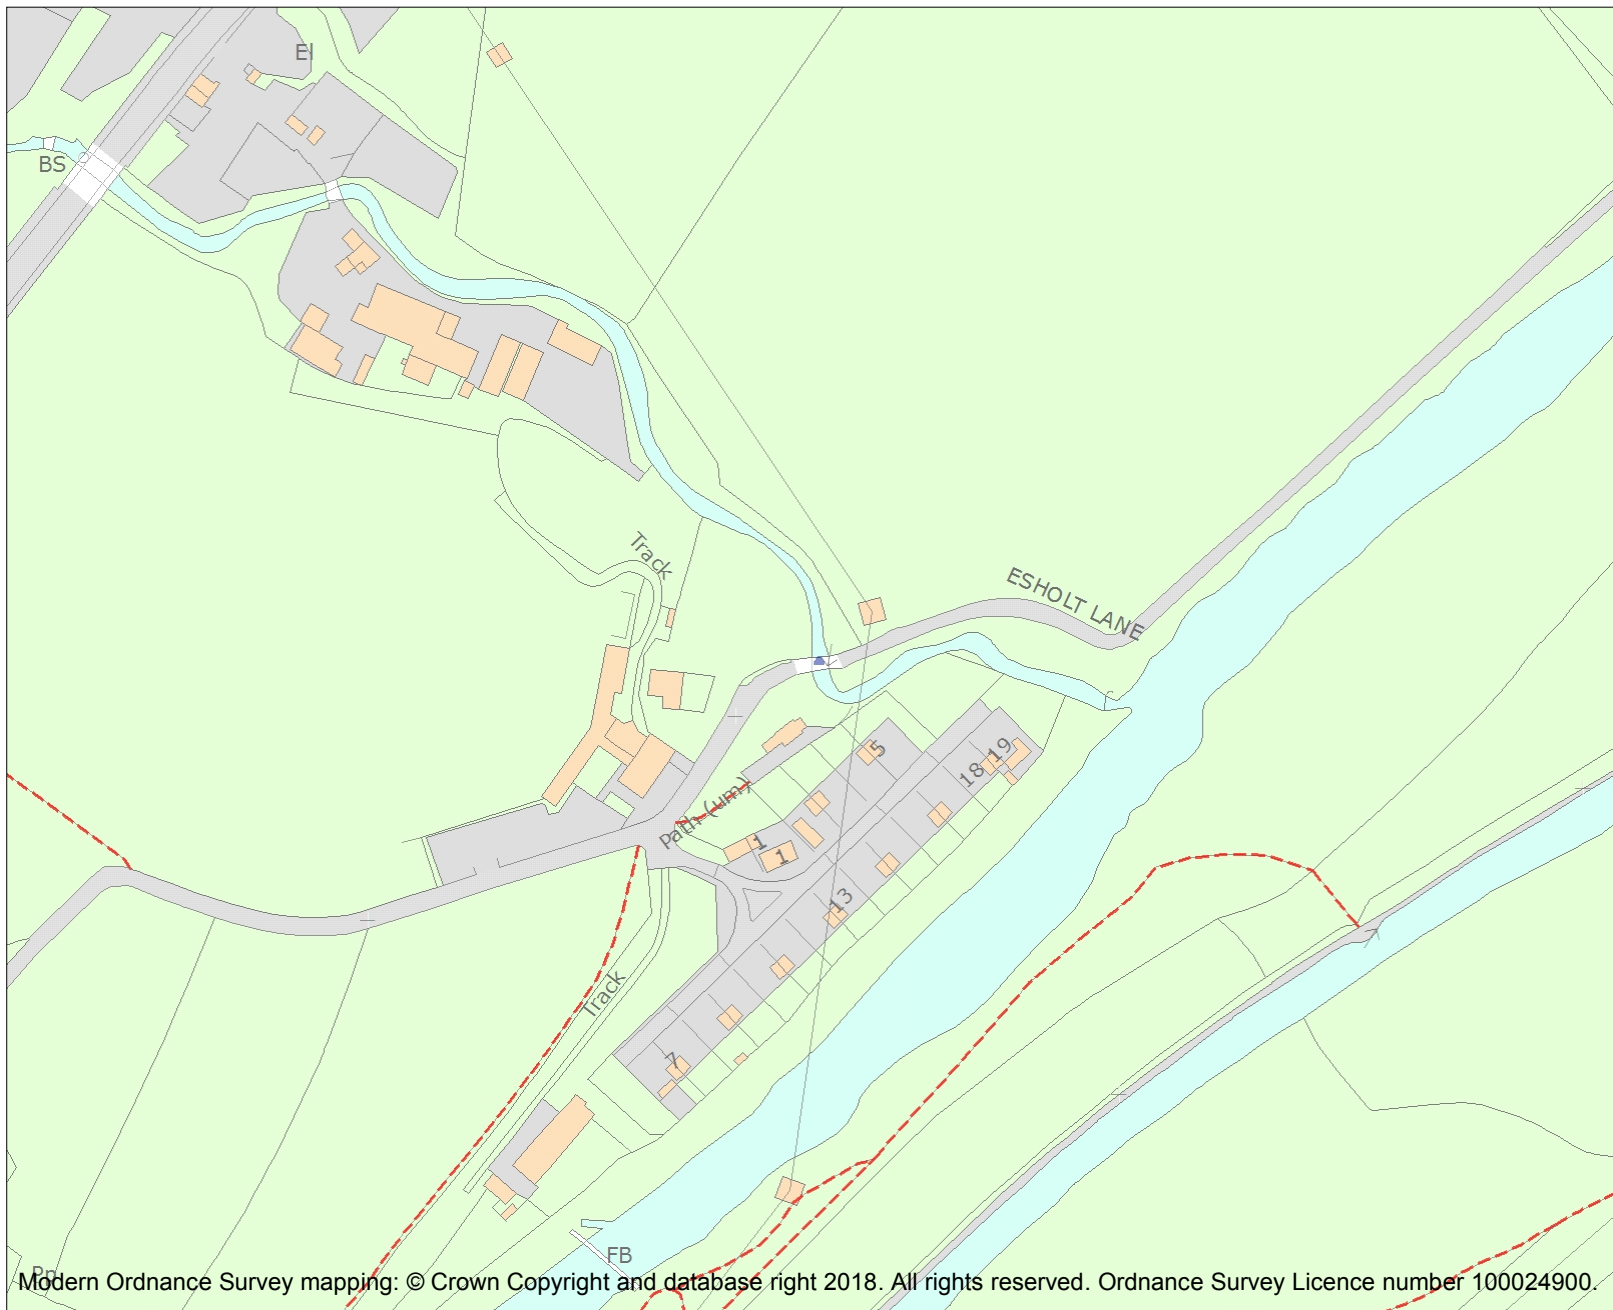 El
BS
Track
ESHOLT LANE
5
19
18
Path (um)
1
1
13
Track
7
FB
Pp
Modern Ordnance Survey mapping: © Crown Copyright and database right 2018. All rights reserved. Ordnance Survey Licence number 100024900.